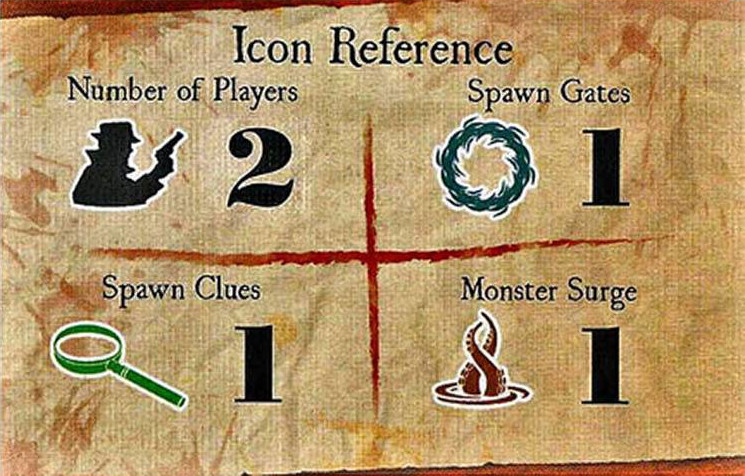 Icon Reference
Number of Players
2
Spawn Gates
1
Spawn Clues
1
Monster Surge
1